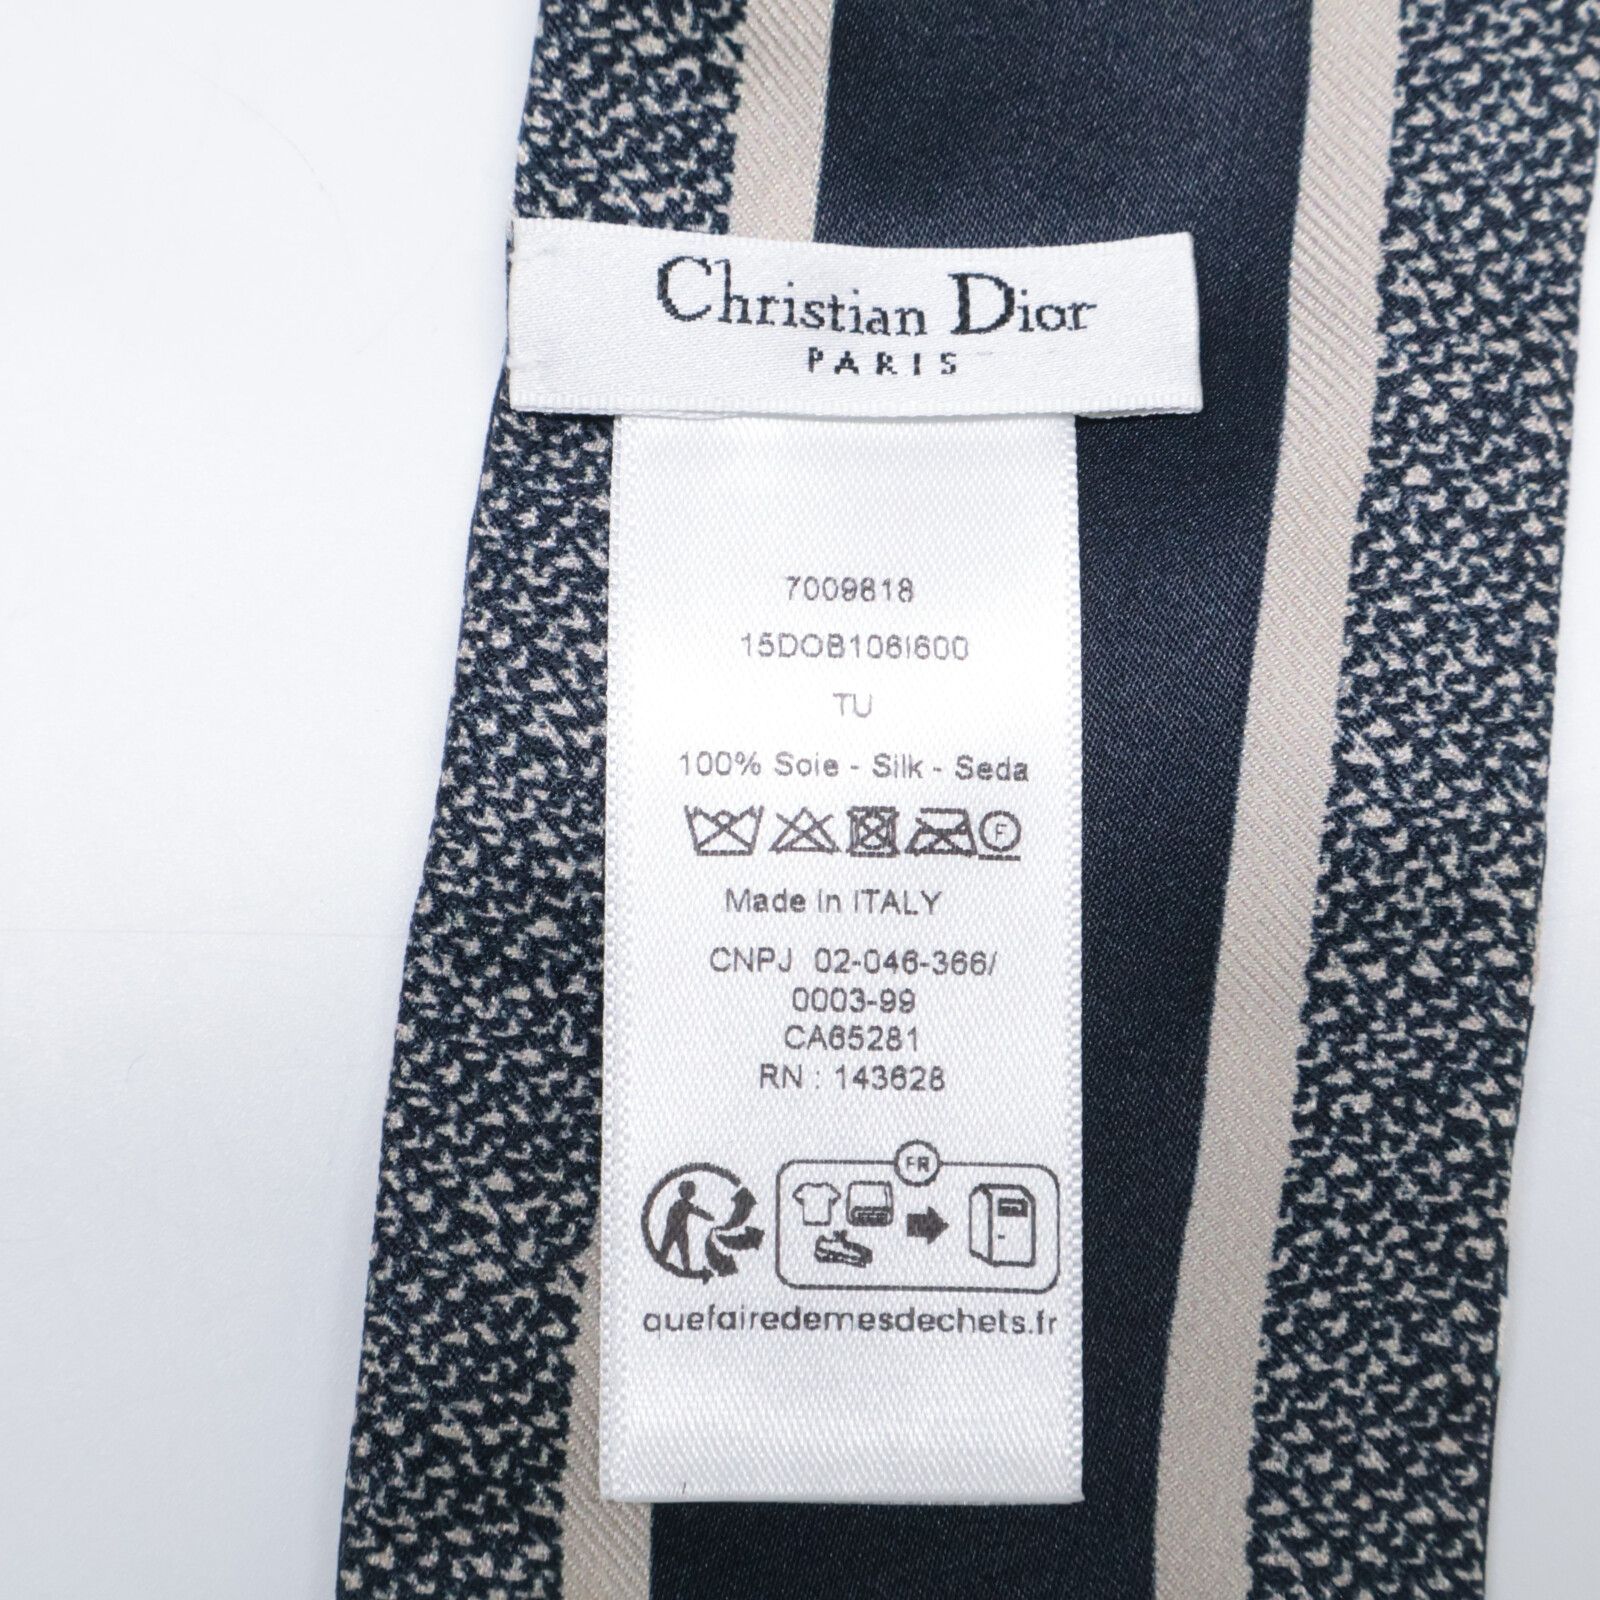 Christian Dior
PARIS
7009818
15DOB106I600
TU
100% Soie - Silk - Seda
F
Made in ITALY
CNPJ 02-046-366/
0003-99
CA65281
RN : 143628
FR
quefairedemesdechets.fr